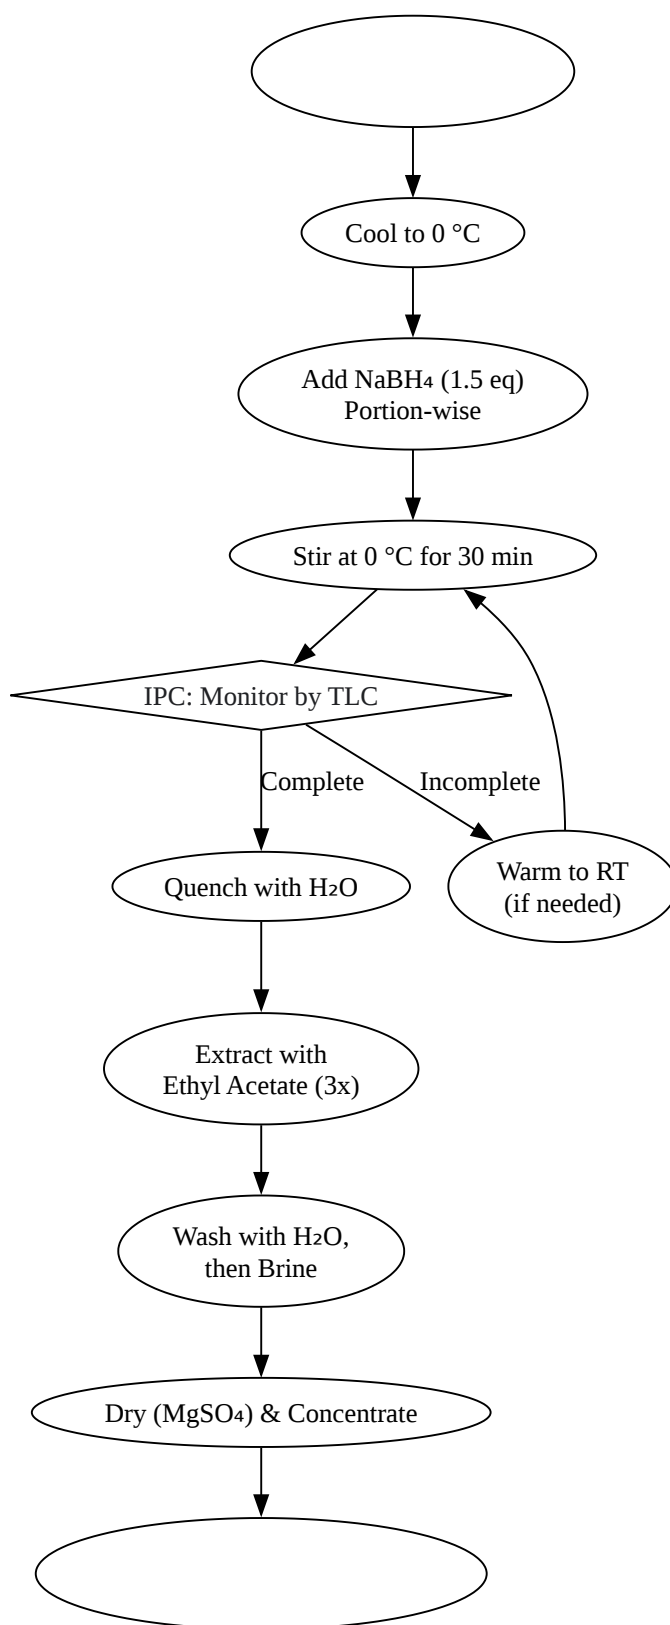 Cool to 0 °C
Add NaBH₄ (1.5 eq)
Portion-wise
Stir at 0 °C for 30 min
IPC: Monitor by TLC
Complete
Incomplete
Quench with H₂O
Warm to RT
(if needed)
Extract with
Ethyl Acetate (3x)
Wash with H₂O,
then Brine
Dry (MgSO₄) & Concentrate